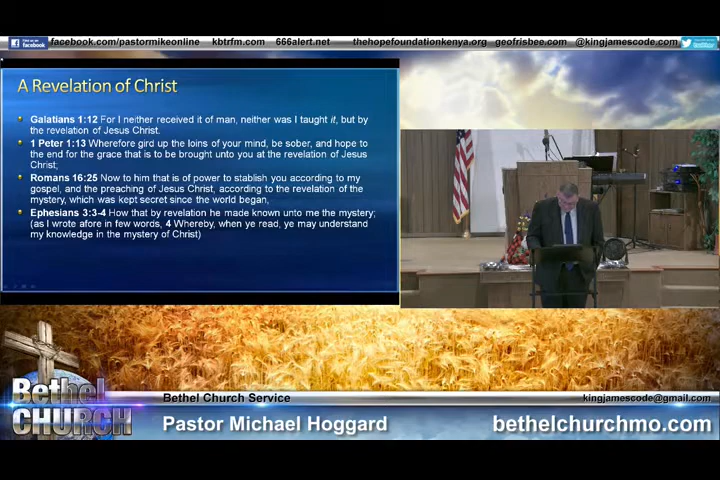 Find us on facebook
facebook.com/pastormikeonline kbtrfm.com 666alert.net thehopefoundationkenya.org geofrisbee.com @kingjamescode.com
twitter
A Revelation of Christ
Galatians 1:12 For I neither received it of man, neither was I taught it, but by
the revelation of Jesus Christ.
1 Peter 1:13 Wherefore gird up the loins of your mind, be sober, and hope to
the end for the grace that is to be brought unto you at the revelation of Jesus
Christ;
Romans 16:25 Now to him that is of power to stablish you according to my
gospel, and the preaching of Jesus Christ, according to the revelation of the
mystery, which was kept secret since the world began,
Ephesians 3:3-4 How that by revelation he made known unto me the mystery;
(as I wrote afore in few words, 4 Whereby, when ye read, ye may understand
my knowledge in the mystery of Christ)
Bethel
CHURCH
Bethel Church Service
kingjamescode@gmail.com
Pastor Michael Hoggard
bethelchurchmo.com